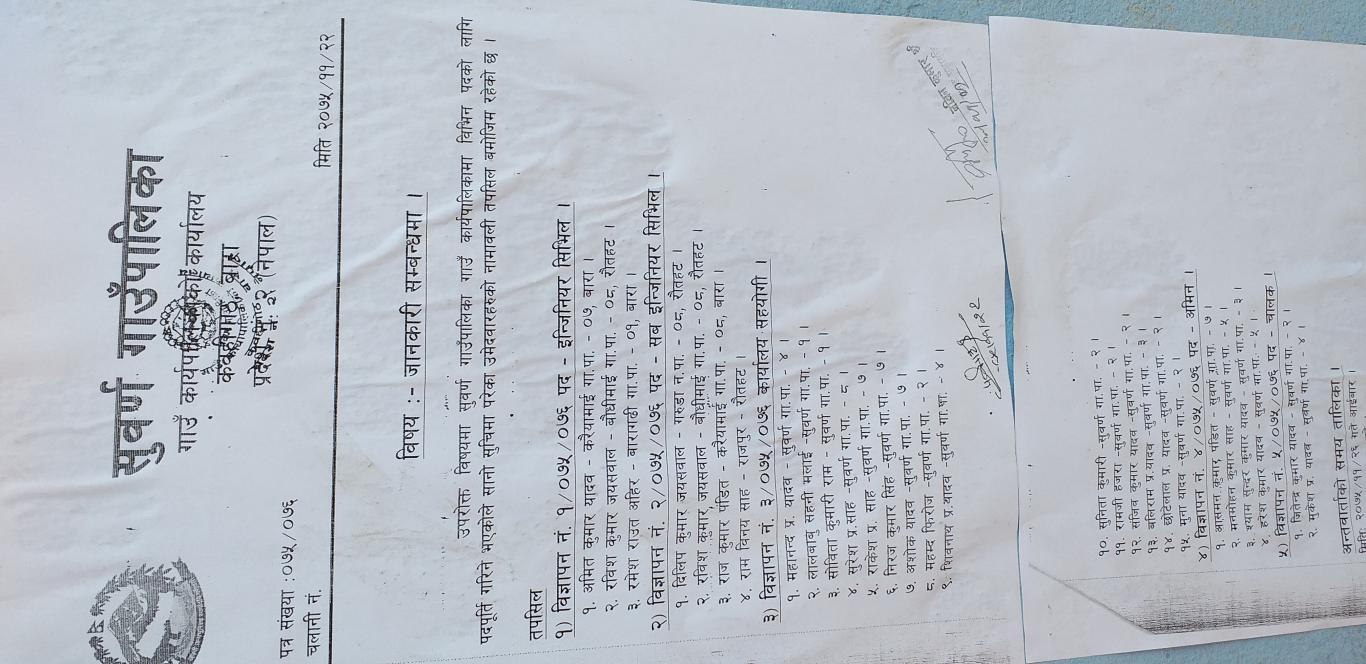 सुवर्ण गाउँपालिका
गाउँ कार्यपालिकाको कार्यालय
प्रदेश नं. २ (नेपाल)
पत्र संख्या :०७५/०७६
चलानी नं.
मिति २०७५/११/२२
विषय :- जानकारी सम्बन्धमा ।
उपरोक्त विषयमा सुवर्ण गाउँपालिका गाउँ कार्यपालिकामा विभिन्न पदको लागि
पदपूर्ति गरिने भएकोले सानो सुचिमा परेका उमेदवारहरुको नामावली तपसिल बमोजिम रहेको छ ।
तपसिल
१) विज्ञापन नं. १/०७५/०७६ पद - इन्जिनियर सिभिल ।
१. अमित कुमार यादव - करैयामाई गा.पा. - ०७, बारा ।
२. रविश कुमार जयसवाल - बौधीमाई गा.पा. - ०८, रौतहट ।
३. रमेश राउत अहिर - बारागढी गा.पा. - ०१, बारा ।
२) विज्ञापन नं. २/०७५/०७६ पद - सब इन्जिनियर सिभिल ।
१. दिलिप कुमार जयसवाल - गरुडा न.पा. - ०८, रौतहट ।
२. रविश कुमार जयसवाल - बौधीमाई गा.पा. - ०८, रौतहट ।
३. राज कुमार पंडित - करैयामाई गा.पा. - ०८, बारा ।
४. राम विनय साह - राजपुर - रौतहट ।
३) विज्ञापन नं. ३/०७५/०७६ कार्यालय सहयोगी ।
१. महानन्द प्र. यादव - सुवर्ण गा.पा. - ४ ।
२. लालबाबु सहनी मलाई -सुवर्ण गा.पा. - १ ।
३. सविता कुमारी राम - सुवर्ण गा.पा. -१ ।
४. सुरेश प्र.साह -सुवर्ण गा.पा. - ८ ।
५. राकेश प्र. साह -सुवर्ण गा.पा. - ७ ।
६. निरज कुमार सिंह -सुवर्ण गा.पा. - ७ ।
७. अशोक यादव -सुवर्ण गा.पा. - ७ ।
८. महमद फिरोज -सुवर्ण गा.पा. - २ ।
९. शिवनाथ प्र.यादव -सुवर्ण गा.पा. - ४ ।
१०. सुनिता कुमारी -सुवर्ण गा.पा. - २ ।
११. रामजी हजरा -सुवर्ण गा.पा. - २ ।
१२. संजिव कुमार यादव -सुवर्ण गा.पा. - २ ।
१३. बलिराम प्र.यादव -सुवर्ण गा.पा. - ३ ।
१४. छोटेलाल प्र. यादव -सुवर्ण गा.पा. - २ ।
१५. मुना यादव -सुवर्ण गा.पा. - २ ।
४) विज्ञापन नं. ४/०७५/०७६ पद - अमिन ।
१. आसमन कुमार पंडित - सुवर्ण गा.पा. - ७ ।
२. मनमोहन कुमार साह - सुवर्ण गा.पा. - ५ ।
३. श्याम सुन्दर कुमार यादव - सुवर्ण गा.पा. - ३ ।
४. हरेश कुमार यादव - सुवर्ण गा.पा. - ५ ।
५) विज्ञापन नं. ५/०७५/०७६ पद - चालक ।
१. जितेन्द्र कुमार यादव - सुवर्ण गा.पा. - २ ।
२. मुकेश प्र. यादव - सुवर्ण गा.पा. - ४ ।
अन्तवार्ताको समय तालिका ।
मिति: २०७५/११/२६ गते आईबार ।